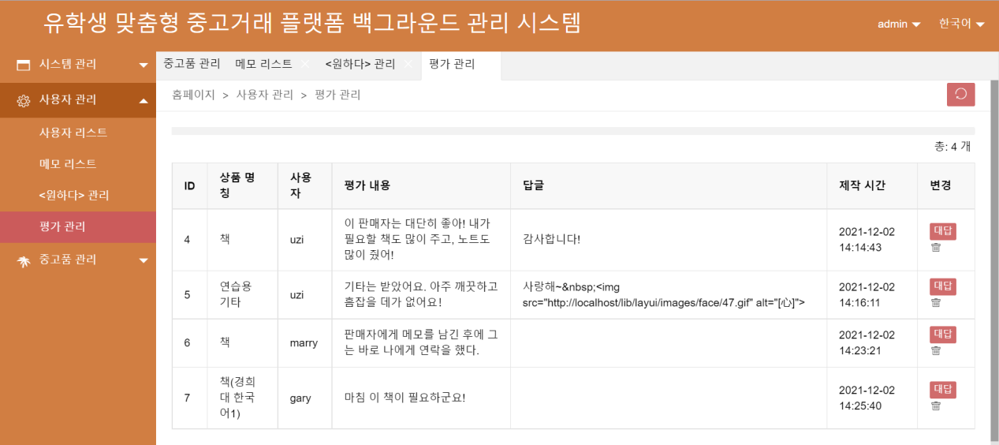 유학생 맞춤형 중고거래 플랫폼 백그라운드 관리 시스템
admin
한국어
시스템 관리
사용자 관리
사용자 리스트
메모 리스트
<원하다> 관리
평가 관리
중고품 관리
중고품 관리
메모 리스트
<원하다> 관리
평가 관리
홈페이지 > 사용자 관리 > 평가 관리
총: 4 개
ID
상품 명
칭
사용
자
평가 내용
답글
제작 시간
변경
4
책
uzi
이 판매자는 대단히 좋아! 내가
필요할 책도 많이 주고, 노트도
많이 줬어!
감사합니다!
2021-12-02
14:14:43
대답
5
연습용
기타
uzi
기타는 받았어요. 아주 깨끗하고
흠잡을 데가 없어요!
사랑해~&nbsp;<img
src="http://localhost/lib/layui/images/face/47.gif" alt="[心]">
2021-12-02
14:16:11
대답
6
책
marry
판매자에게 메모를 남긴 후에 그
는 바로 나에게 연락을 했다.
2021-12-02
14:23:21
대답
7
책(경희
대 한국
어1)
gary
마침 이 책이 필요하군요!
2021-12-02
14:25:40
대답